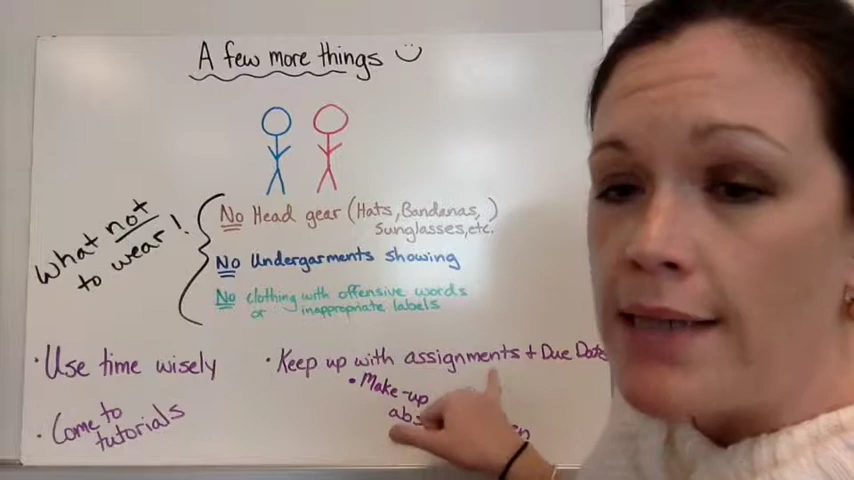 A few more things
What not
to wear!
No Head gear (Hats, Bandanas,
Sunglasses, etc.)
No Undergarments showing
No clothing with offensive words
or inappropriate labels
• Use time wisely
• Come to
tutorials
• Keep up with assignments + Due Date
• Make-up